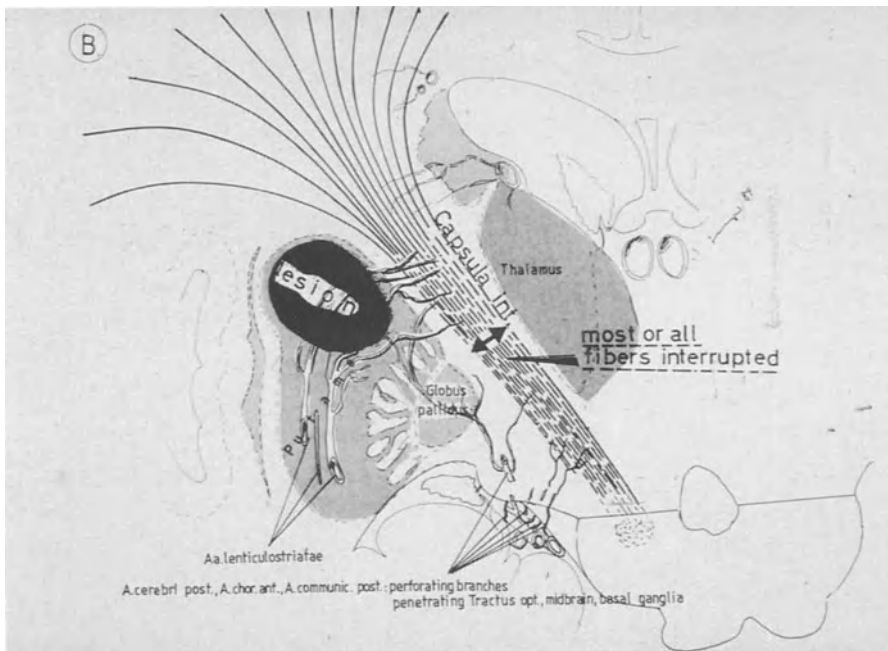 B
Lesion
Capsula Int.
Thalamus
most or all
fibers interrupted
Globus
pallidus
Putam
Aa.lenticulostriatae
A.cerebri post., A.chor. ant., A.communic. post.: perforating branches
penetrating Tractus opt., midbrain, basal ganglia